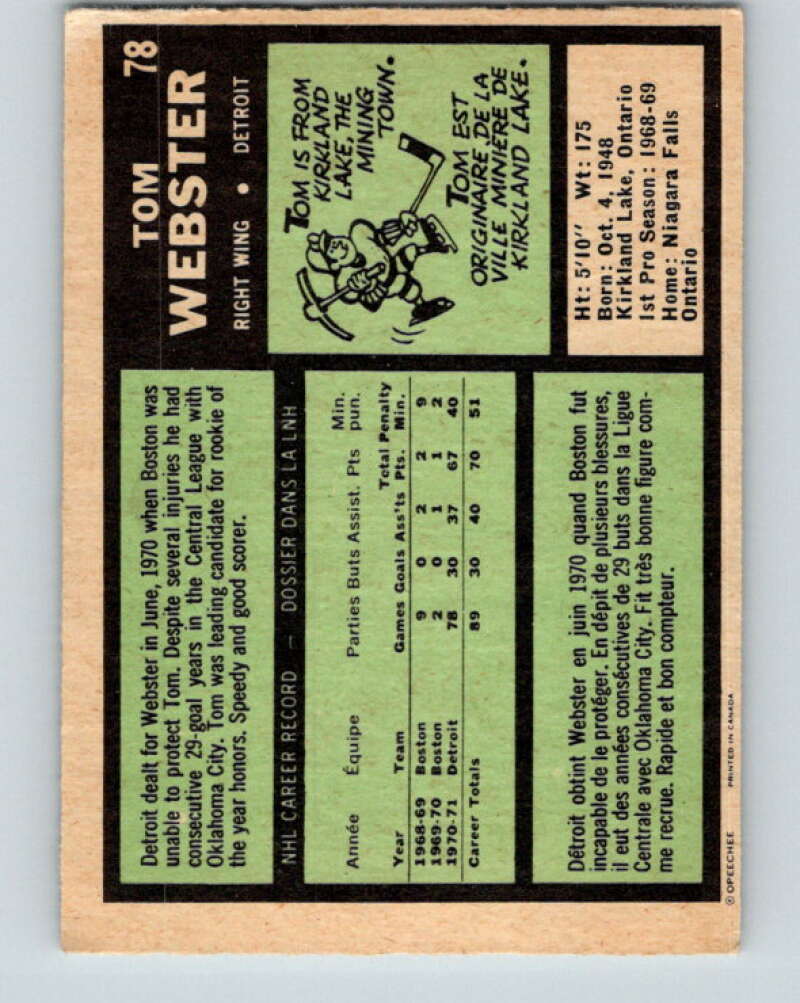 78
TOM
WEBSTER
RIGHT WING • DETROIT
TOM IS FROM
KIRKLAND
LAKE, THE
MINING
TOWN.
TOM EST
ORIGINAIRE DE LA
VILLE MINIÈRE DE
KIRKLAND LAKE.
Ht: 5'10" Wt: 175
Born: Oct. 4, 1948
Kirkland Lake, Ontario
1st Pro Season: 1968-69
Home: Niagara Falls
Ontario
Detroit dealt for Webster in June, 1970 when Boston was
unable to protect Tom. Despite several injuries he had
consecutive 29-goal years in the Central League with
Oklahoma City. Tom was leading candidate for rookie of
the year honors. Speedy and good scorer.
NHL CAREER RECORD — DOSSIER DANS LA LNH
Année Équipe Parties Buts Assist. Pts Min. pun.
Year Team Games Goals Ass'ts Total Pts. Penalty Min.
1968-69 Boston 9 0 2 2 9
1969-70 Boston 2 0 1 1 2
1970-71 Detroit 78 30 37 67 40
Career Totals 89 30 40 70 51
Détroit obtint Webster en juin 1970 quand Boston fut
incapable de le protéger. En dépit de plusieurs blessures,
il eut des années consécutives de 29 buts dans la Ligue
Centrale avec Oklahoma City. Fit très bonne figure com-
me recrue. Rapide et bon compteur.
© OPEECHEE PRINTED IN CANADA